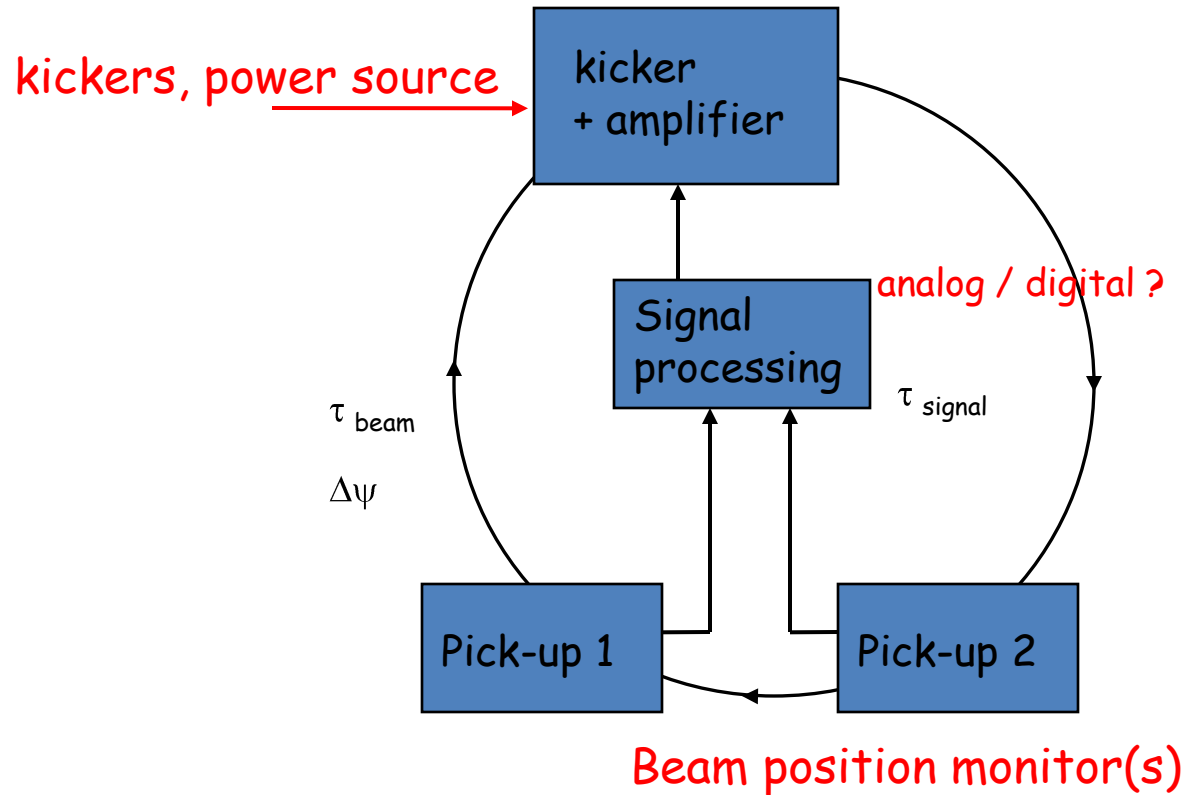 kickers, power source
kicker
+ amplifier
analog / digital ?
Signal
processing
τ beam
τ signal
Δψ
Pick-up 1
Pick-up 2
Beam position monitor(s)